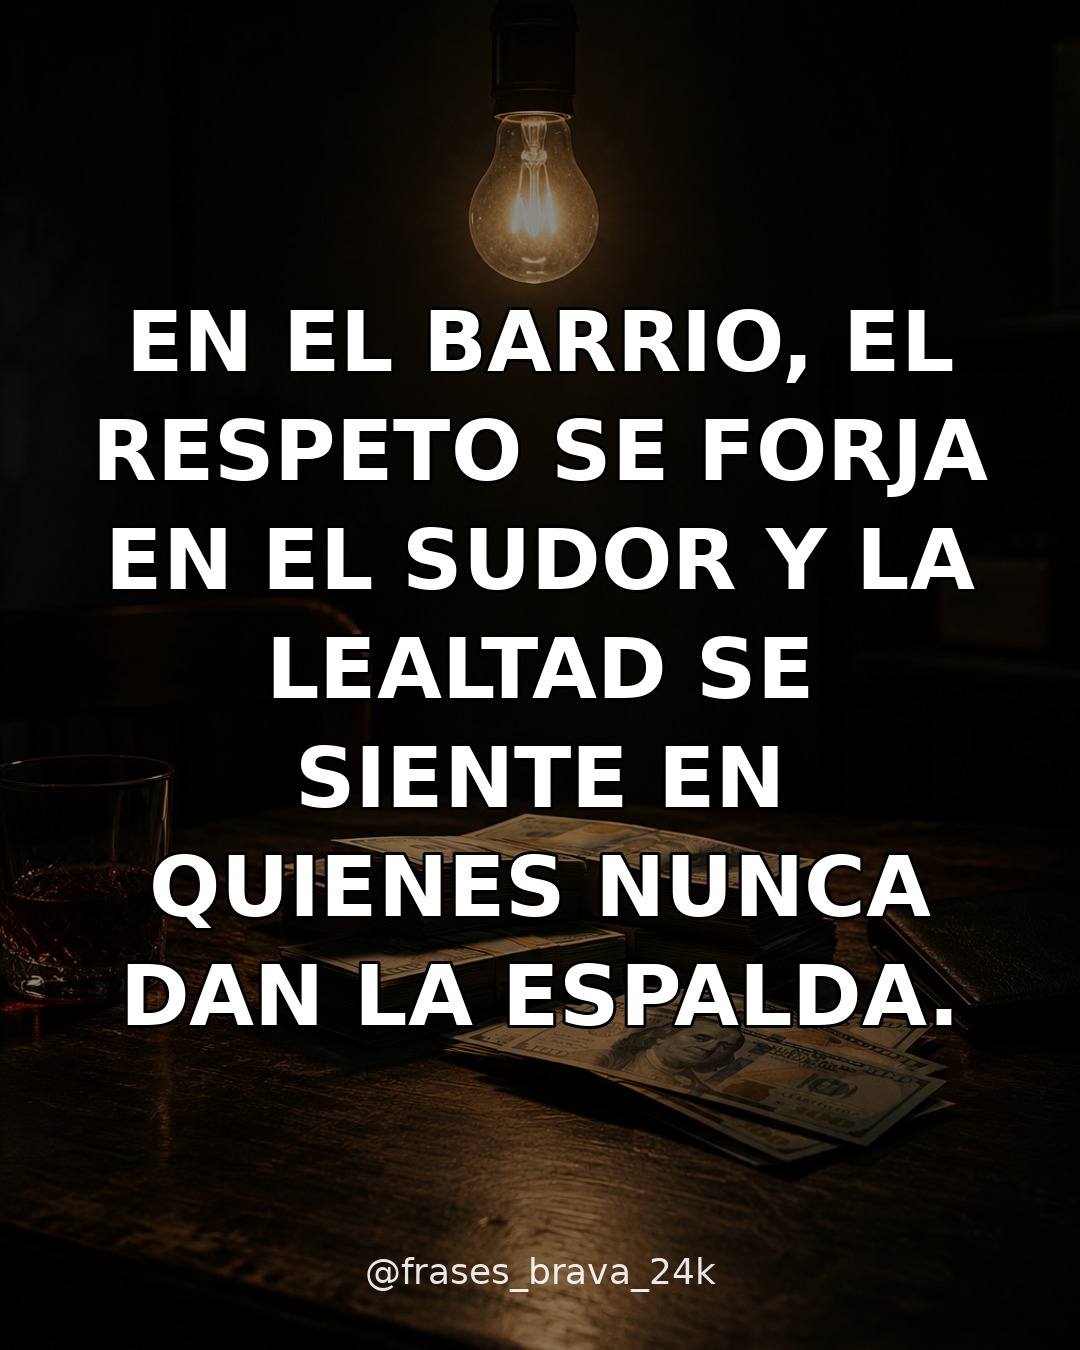 EN EL BARRIO, EL
RESPETO SE FORJA
EN EL SUDOR Y LA
LEALTAD SE
SIENTE EN
QUIENES NUNCA
DAN LA ESPALDA.
@frases_brava_24k